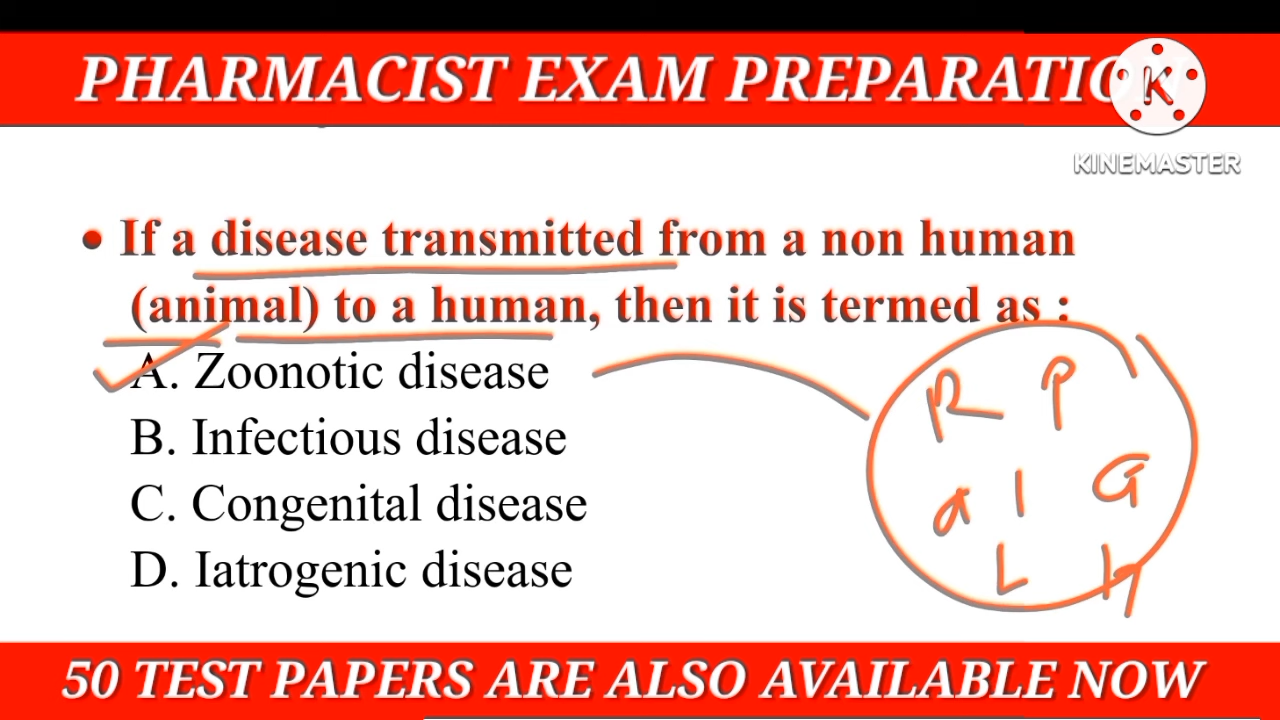 PHARMACIST EXAM PREPARATIO
K
KINEMASTER
• If a disease transmitted from a non human
(animal) to a human, then it is termed as :
A. Zoonotic disease
B. Infectious disease
C. Congenital disease
D. Iatrogenic disease
R P
a I G
L H
50 TEST PAPERS ARE ALSO AVAILABLE NOW